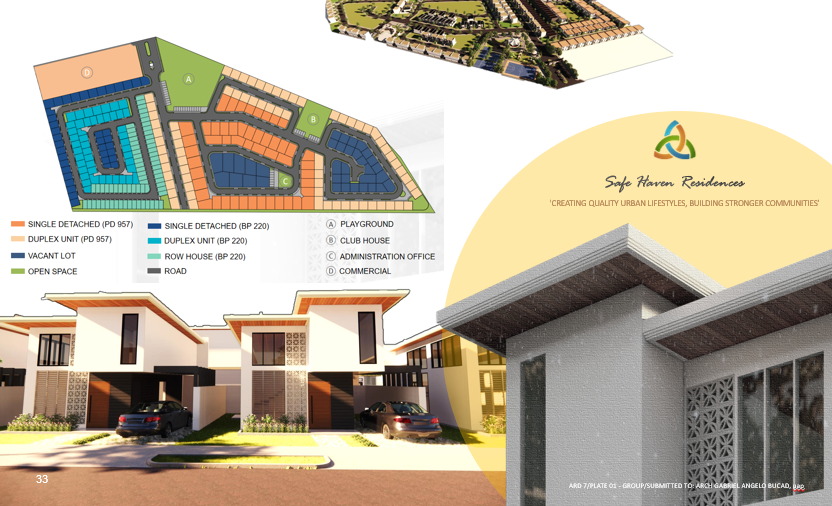 D
A
B
C
SINGLE DETACHED (PD 957)
DUPLEX UNIT (PD 957)
VACANT LOT
OPEN SPACE
SINGLE DETACHED (BP 220)
DUPLEX UNIT (BP 220)
ROW HOUSE (BP 220)
ROAD
A PLAYGROUND
B CLUB HOUSE
C ADMINISTRATION OFFICE
D COMMERCIAL
Safe Haven Residences
'CREATING QUALITY URBAN LIFESTYLES, BUILDING STRONGER COMMUNITIES'
33
ARD 7/PLATE 01 - GROUP/SUBMITTED TO: ARCH GABRIEL ANGELO BUCAD,